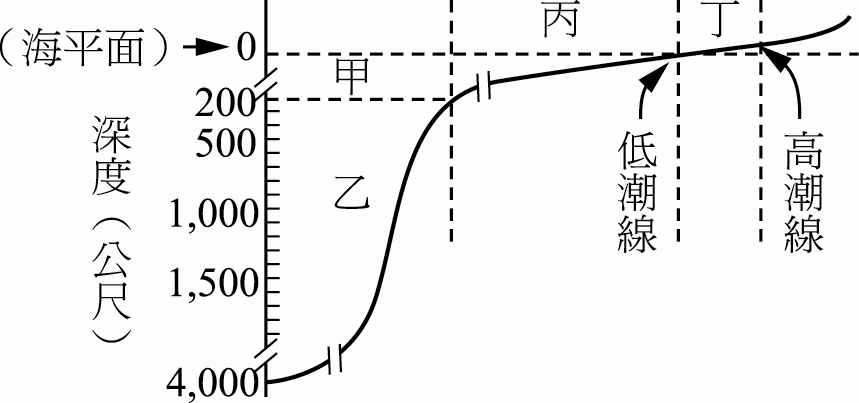 丙
丁
（海平面）
0
甲
200
500
1,000
1,500
4,000
深度（公尺）
乙
低潮線
高潮線